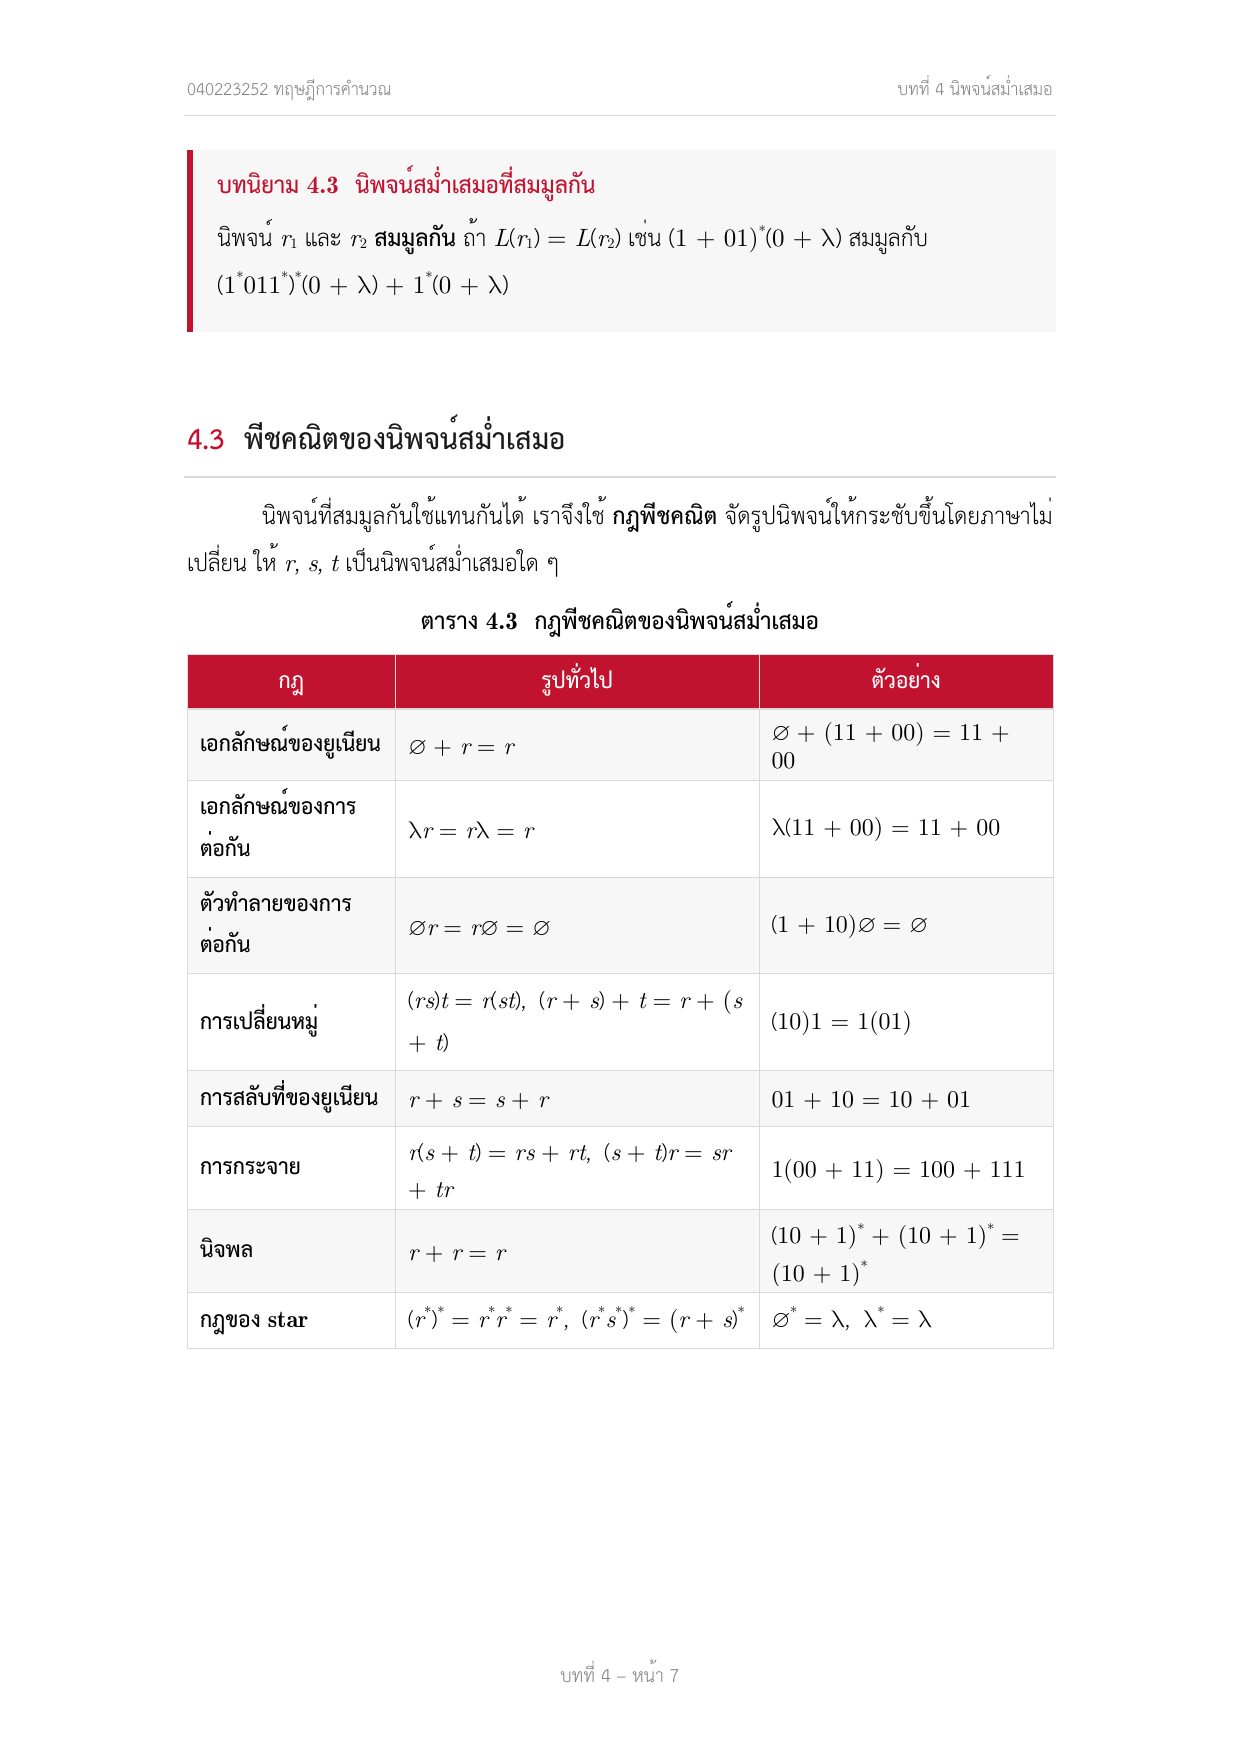 040223252 ทฤษฎีการคำนวณ บทที่ 4 นิพจน์สม่ำเสมอ
บทนิยาม 4.3 นิพจน์สม่ำเสมอที่สมมูลกัน
นิพจน์ r₁ และ r₂ สมมูลกัน ถ้า L(r₁) = L(r₂) เช่น (1 + 01)*(0 + λ) สมมูลกับ
(1*011*)*(0 + λ) + 1*(0 + λ)
4.3 พีชคณิตของนิพจน์สม่ำเสมอ
นิพจน์ที่สมมูลกันใช้แทนกันได้ เราจึงใช้ กฎพีชคณิต จัดรูปนิพจน์ให้กระชับขึ้นโดยภาษาไม่
เปลี่ยน ให้ r, s, t เป็นนิพจน์สม่ำเสมอใด ๆ
ตาราง 4.3 กฎพีชคณิตของนิพจน์สม่ำเสมอ
กฎ รูปทั่วไป ตัวอย่าง
เอกลักษณ์ของยูเนียน ∅ + r = r ∅ + (11 + 00) = 11 +
00
เอกลักษณ์ของการ
ต่อกัน λr = rλ = r λ(11 + 00) = 11 + 00
ตัวทำลายของการ
ต่อกัน ∅r = r∅ = ∅ (1 + 10)∅ = ∅
การเปลี่ยนหมู่ (rs)t = r(st), (r + s) + t = r + (s
+ t) (10)1 = 1(01)
การสลับที่ของยูเนียน r + s = s + r 01 + 10 = 10 + 01
การกระจาย r(s + t) = rs + rt, (s + t)r = sr
+ tr 1(00 + 11) = 100 + 111
นิจพล r + r = r (10 + 1)* + (10 + 1)* =
(10 + 1)*
กฎของ star (r*)* = r*r* = r*, (r*s*)* = (r + s)* ∅* = λ, λ* = λ
บทที่ 4 – หน้า 7